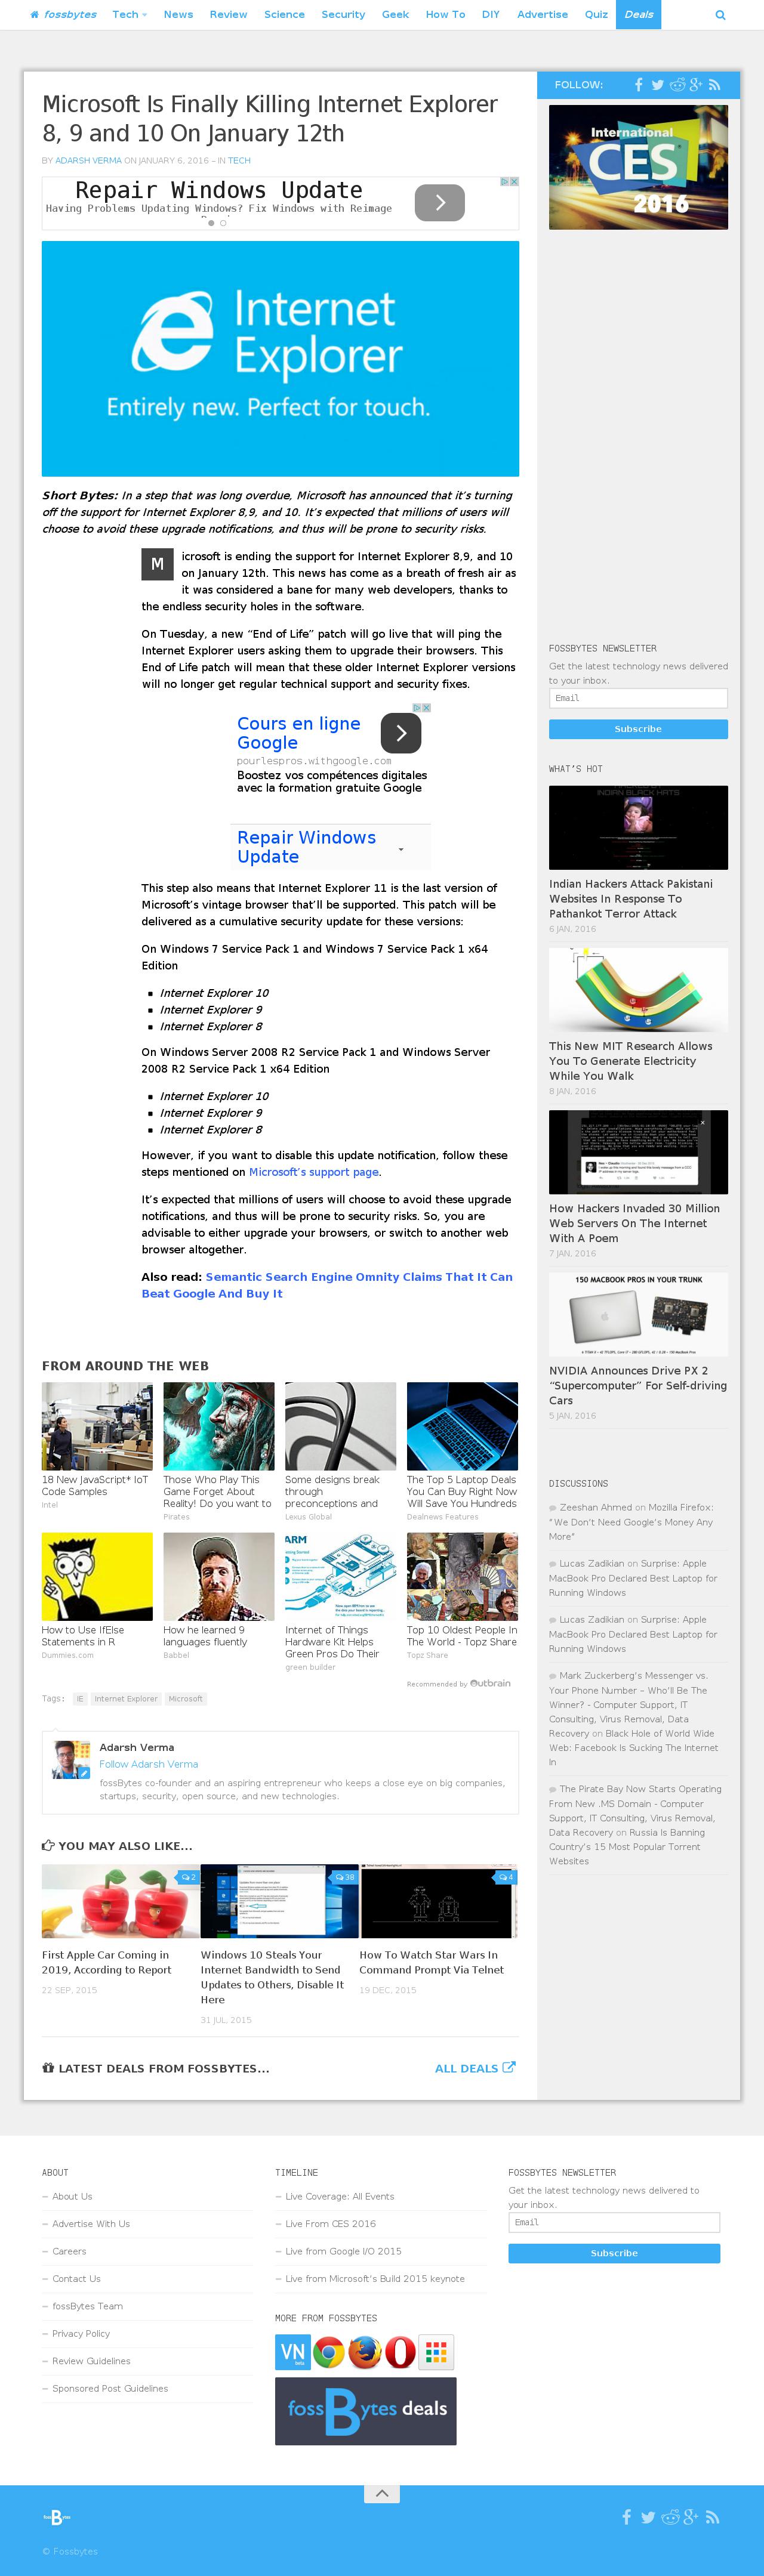 fossbytes Tech News Review Science Security Geek How To DIY Advertise Quiz Deals
Microsoft Is Finally Killing Internet Explorer
8, 9 and 10 On January 12th
BY ADARSH VERMA ON JANUARY 6, 2016 – IN TECH
Repair Windows Update
Having Problems Updating Windows? Fix Windows with Reimage
Internet
Explorer
Entirely new. Perfect for touch.
Short Bytes: In a step that was long overdue, Microsoft has announced that it's turning
off the support for Internet Explorer 8,9, and 10. It's expected that millions of users will
choose to avoid these upgrade notifications, and thus will be prone to security risks.
Microsoft is ending the support for Internet Explorer 8,9, and 10
on January 12th. This news has come as a breath of fresh air as
it was considered a bane for many web developers, thanks to
the endless security holes in the software.
On Tuesday, a new “End of Life” patch will go live that will ping the
Internet Explorer users asking them to upgrade their browsers. This
End of Life patch will mean that these older Internet Explorer versions
will no longer get regular technical support and security fixes.
Cours en ligne
Google
pourlespros.withgoogle.com
Boostez vos compétences digitales
avec la formation gratuite Google
Repair Windows
Update
This step also means that Internet Explorer 11 is the last version of
Microsoft's vintage browser that'll be supported. This patch will be
delivered as a cumulative security update for these versions:
On Windows 7 Service Pack 1 and Windows 7 Service Pack 1 x64
Edition
Internet Explorer 10
Internet Explorer 9
Internet Explorer 8
On Windows Server 2008 R2 Service Pack 1 and Windows Server
2008 R2 Service Pack 1 x64 Edition
Internet Explorer 10
Internet Explorer 9
Internet Explorer 8
However, if you want to disable this update notification, follow these
steps mentioned on Microsoft's support page.
It's expected that millions of users will choose to avoid these upgrade
notifications, and thus will be prone to security risks. So, you are
advisable to either upgrade your browsers, or switch to another web
browser altogether.
Also read: Semantic Search Engine Omnity Claims That It Can
Beat Google And Buy It
FROM AROUND THE WEB
18 New JavaScript* IoT
Code Samples
Intel
Those Who Play This
Game Forget About
Reality! Do you want to
Pirates
Some designs break
through
preconceptions and
Lexus Global
The Top 5 Laptop Deals
You Can Buy Right Now
Will Save You Hundreds
Dealnews Features
How to Use IfElse
Statements in R
Dummies.com
How he learned 9
languages fluently
Babbel
ARM
Internet of Things
Hardware Kit Helps
Green Pros Do Their
green builder
Top 10 Oldest People In
The World - Topz Share
Topz Share
Recommended by Outbrain
Tags: IE Internet Explorer Microsoft
Adarsh Verma
Follow Adarsh Verma
fossBytes co-founder and an aspiring entrepreneur who keeps a close eye on big companies,
startups, security, open source, and new technologies.
YOU MAY ALSO LIKE...
2
First Apple Car Coming in
2019, According to Report
22 SEP, 2015
38
Windows 10 Steals Your
Internet Bandwidth to Send
Updates to Others, Disable It
Here
31 JUL, 2015
4
How To Watch Star Wars In
Command Prompt Via Telnet
19 DEC, 2015
LATEST DEALS FROM FOSSBYTES... ALL DEALS
FOLLOW:
International
CES
2016
FOSSBYTES NEWSLETTER
Get the latest technology news delivered
to your inbox.
Email
Subscribe
WHAT'S HOT
INDIAN BLACK HATS
Indian Hackers Attack Pakistani
Websites In Response To
Pathankot Terror Attack
6 JAN, 2016
This New MIT Research Allows
You To Generate Electricity
While You Walk
8 JAN, 2016
How Hackers Invaded 30 Million
Web Servers On The Internet
With A Poem
7 JAN, 2016
150 MACBOOK PROS IN YOUR TRUNK
NVIDIA Announces Drive PX 2
“Supercomputer” For Self-driving
Cars
5 JAN, 2016
DISCUSSIONS
Zeeshan Ahmed on Mozilla Firefox:
“We Don't Need Google's Money Any
More”
Lucas Zadikian on Surprise: Apple
MacBook Pro Declared Best Laptop for
Running Windows
Lucas Zadikian on Surprise: Apple
MacBook Pro Declared Best Laptop for
Running Windows
Mark Zuckerberg's Messenger vs.
Your Phone Number – Who'll Be The
Winner? - Computer Support, IT
Consulting, Virus Removal, Data
Recovery on Black Hole of World Wide
Web: Facebook Is Sucking The Internet
In
The Pirate Bay Now Starts Operating
From New .MS Domain - Computer
Support, IT Consulting, Virus Removal,
Data Recovery on Russia Is Banning
Country's 15 Most Popular Torrent
Websites
ABOUT
About Us
Advertise With Us
Careers
Contact Us
fossBytes Team
Privacy Policy
Review Guidelines
Sponsored Post Guidelines
TIMELINE
Live Coverage: All Events
Live From CES 2016
Live from Google I/O 2015
Live from Microsoft's Build 2015 keynote
MORE FROM FOSSBYTES
VN
beta
fossBytes deals
FOSSBYTES NEWSLETTER
Get the latest technology news delivered to
your inbox.
Email
Subscribe
fossBytes
© Fossbytes